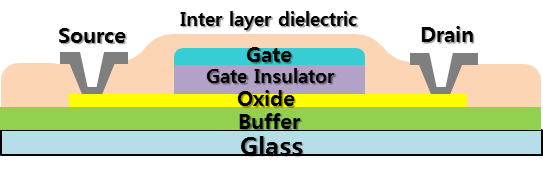 Inter layer dielectric
Source
Drain
Gate
Gate Insulator
Oxide
Buffer
Glass